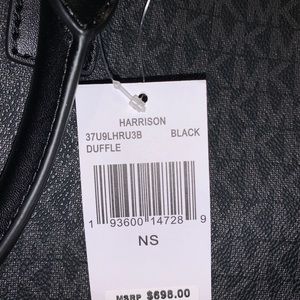 HARRISON
37U9LHRU3B BLACK
DUFFLE
1 93600 14728 9
NS
MSRP $698.00